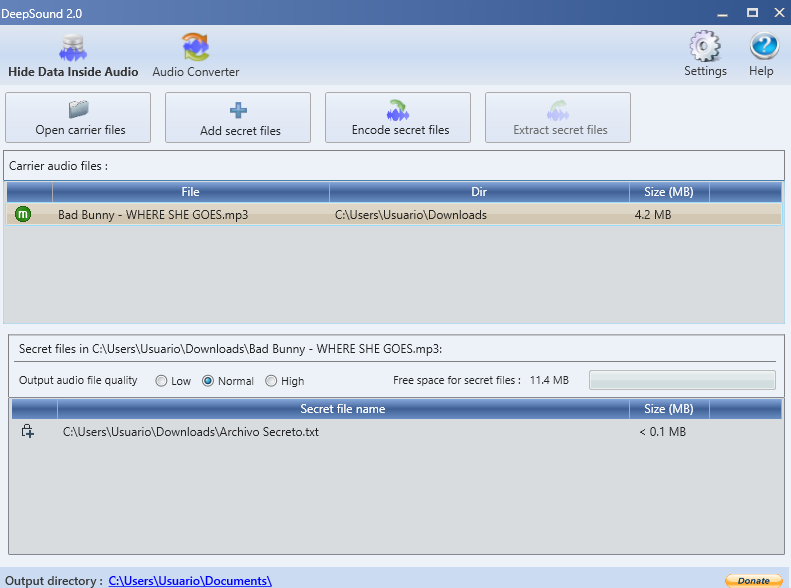 DeepSound 2.0
Hide Data Inside Audio Audio Converter Settings Help
Open carrier files Add secret files Encode secret files Extract secret files
Carrier audio files :
File Dir Size (MB)
m Bad Bunny - WHERE SHE GOES.mp3 C:\Users\Usuario\Downloads 4.2 MB
Secret files in C:\Users\Usuario\Downloads\Bad Bunny - WHERE SHE GOES.mp3:
Output audio file quality Low Normal High Free space for secret files : 11.4 MB
Secret file name Size (MB)
C:\Users\Usuario\Downloads\Archivo Secreto.txt < 0.1 MB
Output directory : C:\Users\Usuario\Documents\ Donate